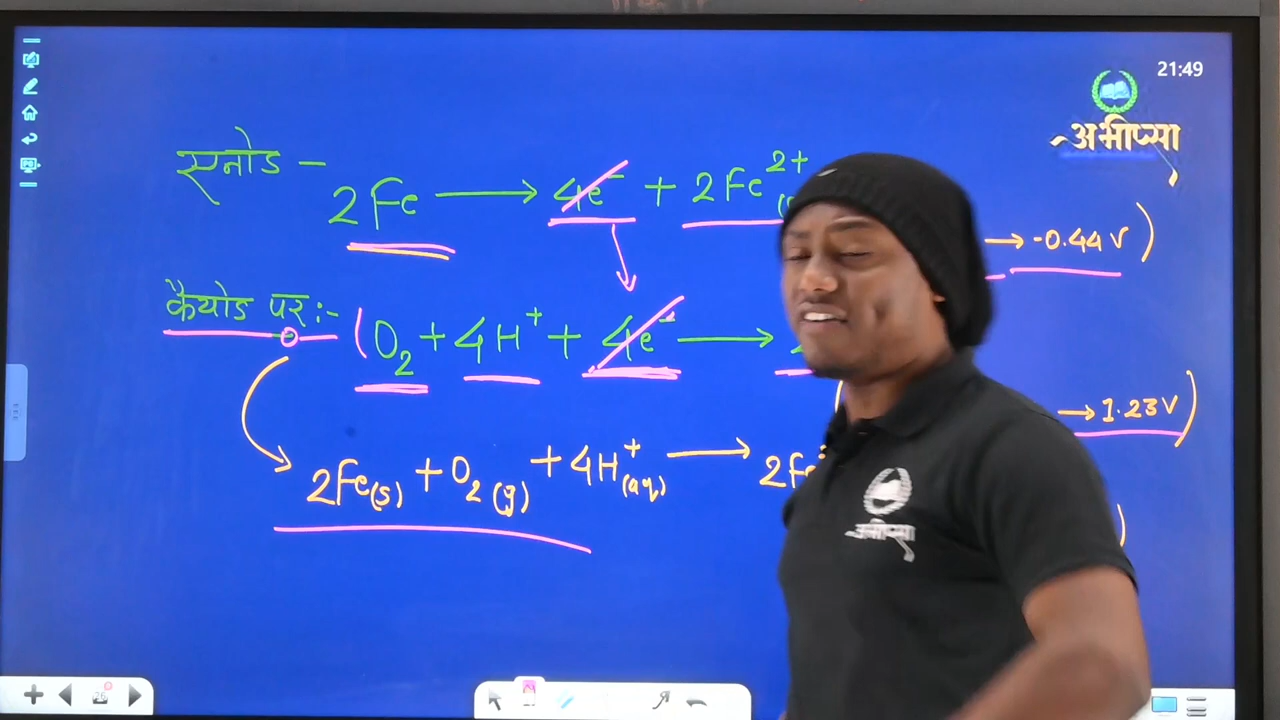 21:49
अभीप्सा
एनोड –
2Fe → 4e⁻ + 2Fe²⁺
→ -0.44 V )
कैथोड पर:-
( O₂ + 4H⁺ + 4e⁻ →
→ 1.23 V )
2Fe(s) + O₂(g) + 4H⁺(aq) → 2Fe
)
अभीप्सा
26